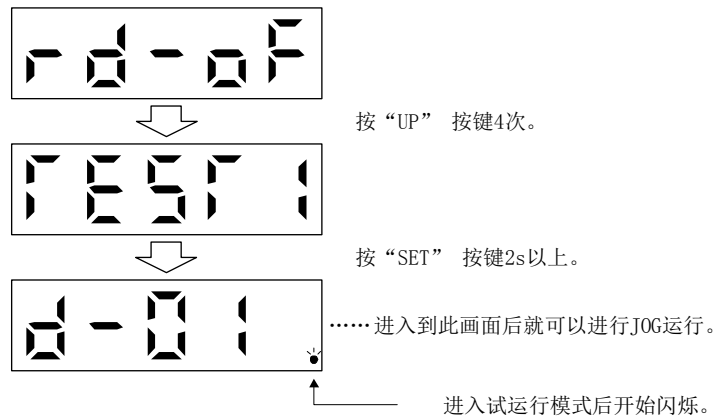 rd-oF
按“UP” 按键4次。
TEST1
按“SET” 按键2s以上。
d-01
……进入到此画面后就可以进行JOG运行。
进入试运行模式后开始闪烁。